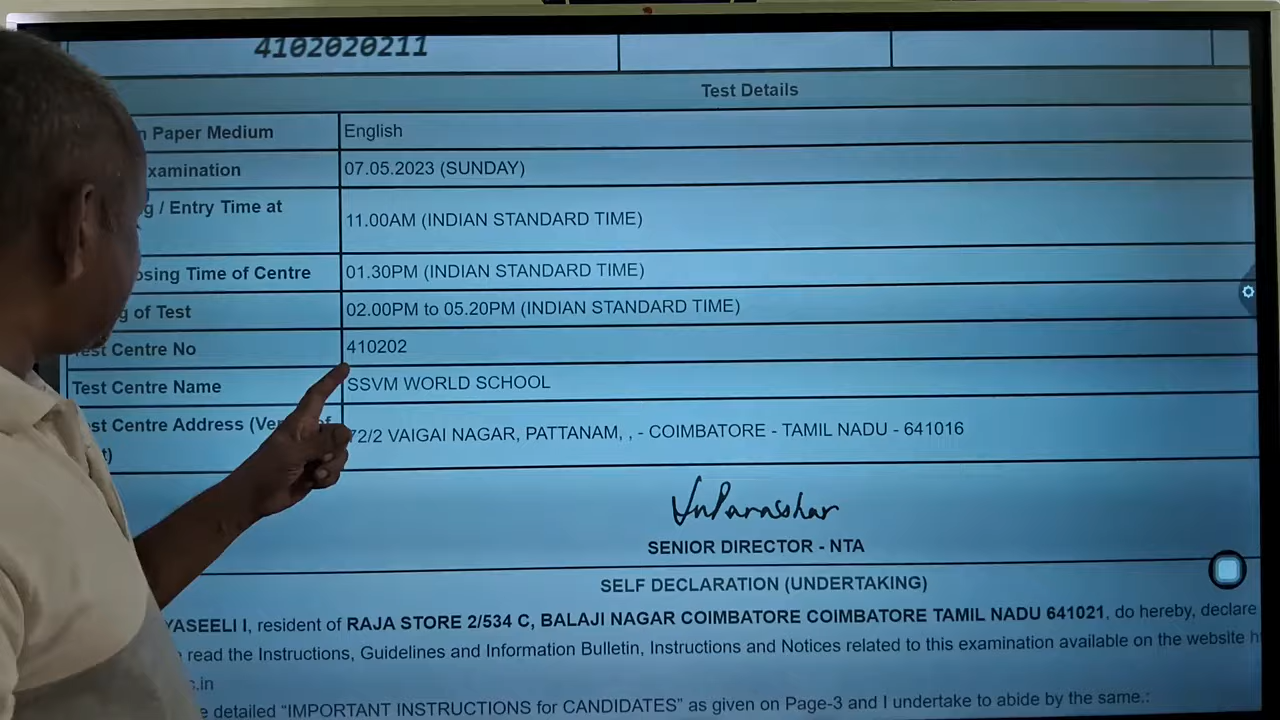 4102020211
Test Details
Paper Medium English
xamination 07.05.2023 (SUNDAY)
g / Entry Time at
11.00AM (INDIAN STANDARD TIME)
osing Time of Centre 01.30PM (INDIAN STANDARD TIME)
g of Test 02.00PM to 05.20PM (INDIAN STANDARD TIME)
Test Centre No 410202
Test Centre Name SSVM WORLD SCHOOL
st Centre Address (Ve of
t) 72/2 VAIGAI NAGAR, PATTANAM, , - COIMBATORE - TAMIL NADU - 641016
SENIOR DIRECTOR - NTA
SELF DECLARATION (UNDERTAKING)
YASEELI I, resident of RAJA STORE 2/534 C, BALAJI NAGAR COIMBATORE COIMBATORE TAMIL NADU 641021, do hereby, declare
read the Instructions, Guidelines and Information Bulletin, Instructions and Notices related to this examination available on the website h
.in
e detailed “IMPORTANT INSTRUCTIONS for CANDIDATES” as given on Page-3 and I undertake to abide by the same.: